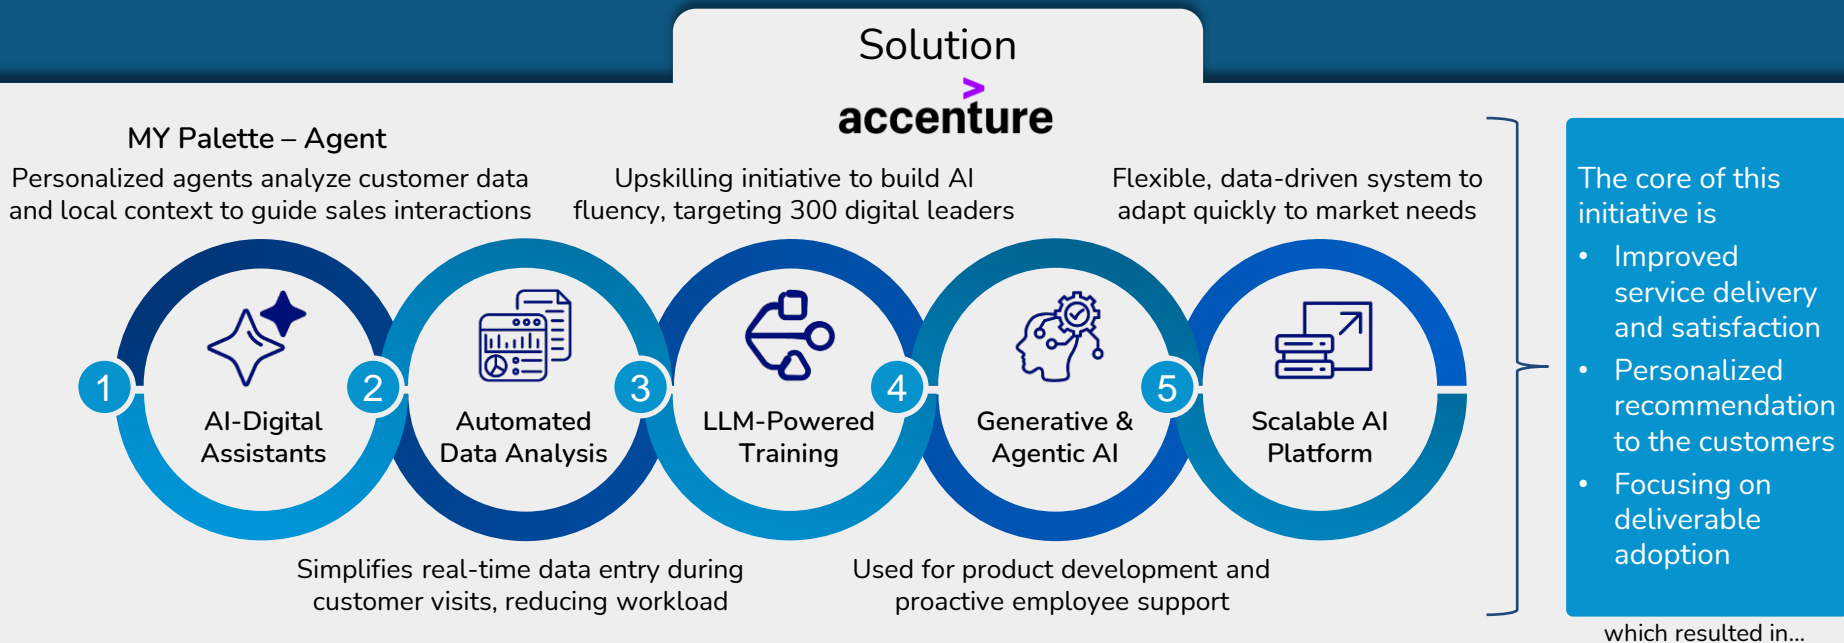 Solution
>
accenture
MY Palette – Agent
Personalized agents analyze customer data
and local context to guide sales interactions
Upskilling initiative to build AI
fluency, targeting 300 digital leaders
Flexible, data-driven system to
adapt quickly to market needs
1
AI-Digital
Assistants
2
Automated
Data Analysis
3
LLM-Powered
Training
4
Generative &
Agentic AI
5
Scalable AI
Platform
Simplifies real-time data entry during
customer visits, reducing workload
Used for product development and
proactive employee support
The core of this
initiative is
• Improved
service delivery
and satisfaction
• Personalized
recommendation
to the customers
• Focusing on
deliverable
adoption
which resulted in...